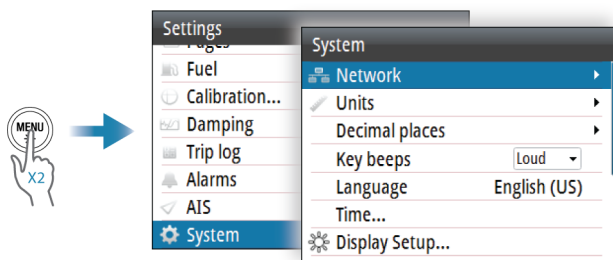 Settings
Pages
Fuel
Calibration...
Damping
Trip log
Alarms
AIS
System
MENU
X2
System
Network
Units
Decimal places
Key beeps Loud
Language English (US)
Time...
Display Setup...